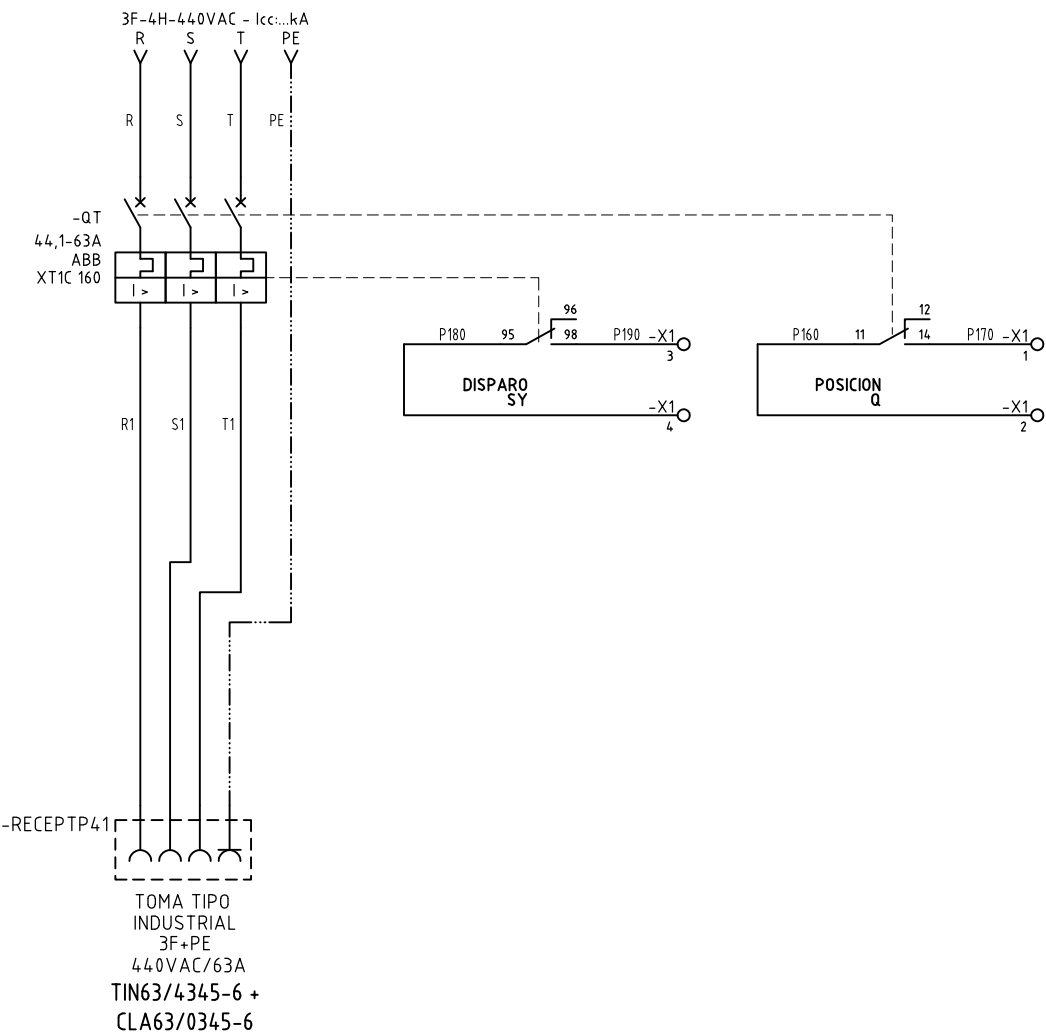 3F-4H-440VAC - Icc:...kA
R S T PE
R S T PE
-QT
44,1-63A
ABB
XT1C 160
I > I > I >
96
P180 95 98 P190 -X1
3
DISPARO
SY
-X1
4
12
P160 11 14 P170 -X1
1
POSICION
Q
-X1
2
R1 S1 T1
-RECEPTP41
TOMA TIPO
INDUSTRIAL
3F+PE
440VAC/63A
TIN63/4345-6 +
CLA63/0345-6